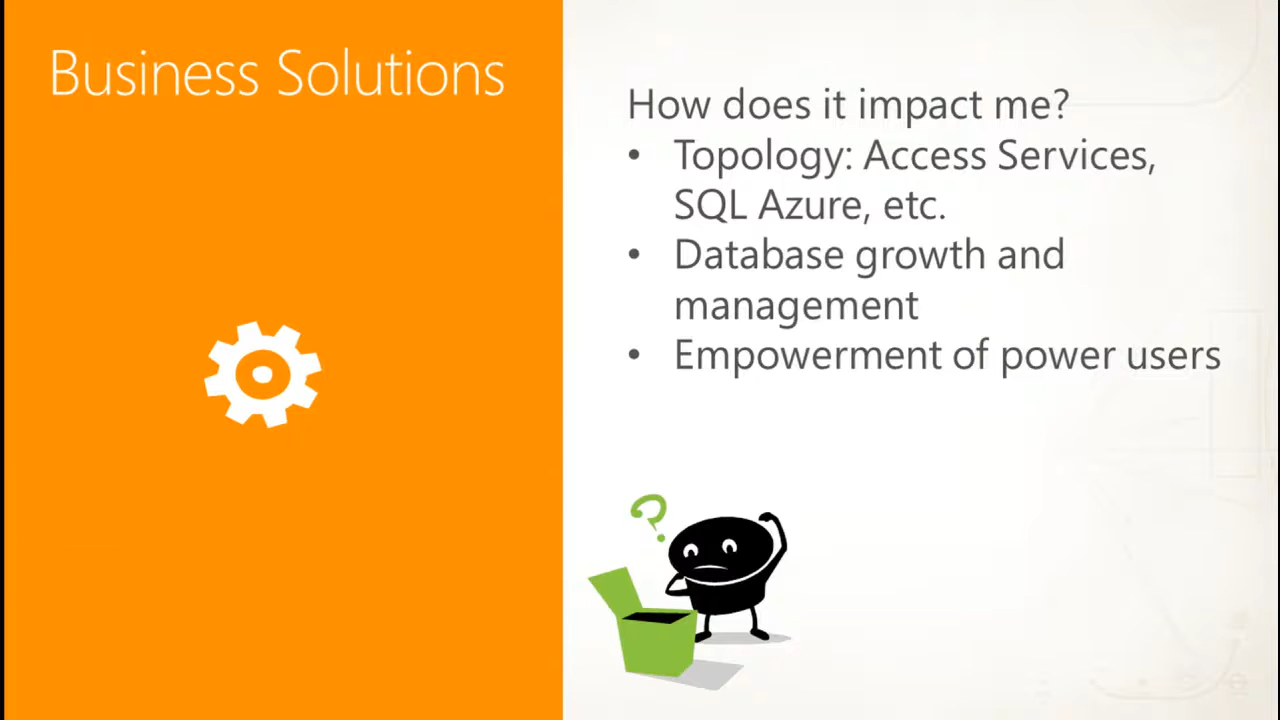 Business Solutions
How does it impact me?
• Topology: Access Services,
SQL Azure, etc.
• Database growth and
management
• Empowerment of power users
?